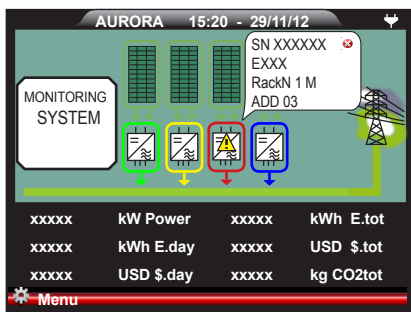 AURORA 15:20 - 29/11/12
SN XXXXXX
EXXX
RackN 1 M
ADD 03
MONITORING
SYSTEM
xxxxx kW Power xxxxx kWh E.tot
xxxxx kWh E.day xxxxx USD $.tot
xxxxx USD $.day xxxxx kg CO2tot
Menu